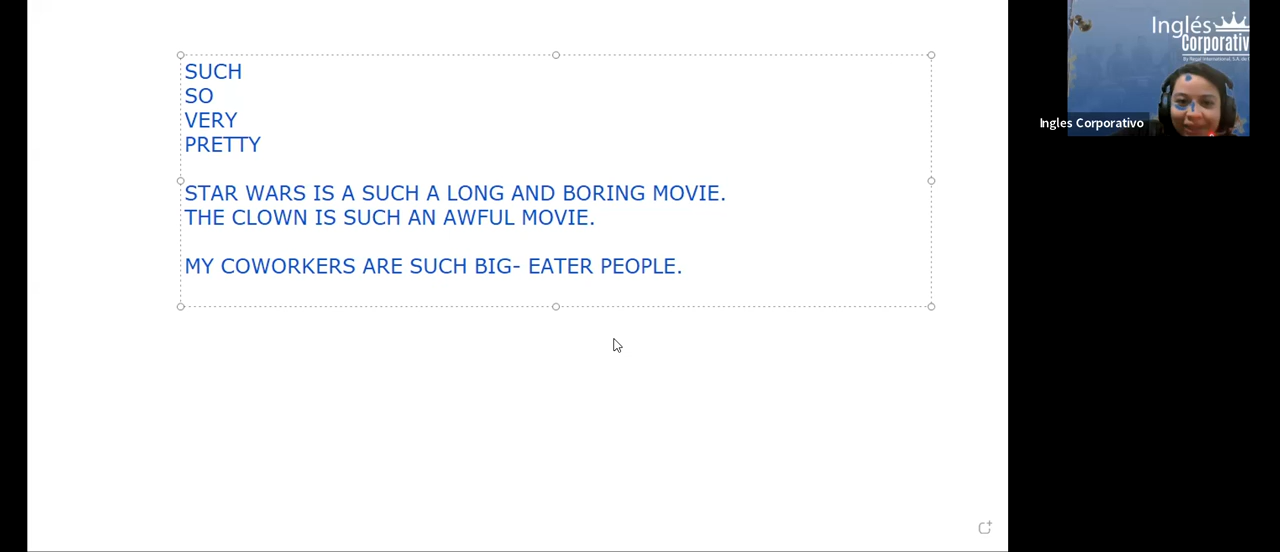 SUCH
SO
VERY
PRETTY
STAR WARS IS A SUCH A LONG AND BORING MOVIE.
THE CLOWN IS SUCH AN AWFUL MOVIE.
MY COWORKERS ARE SUCH BIG- EATER PEOPLE.
Inglés
Corporativ
Ingles Corporativo